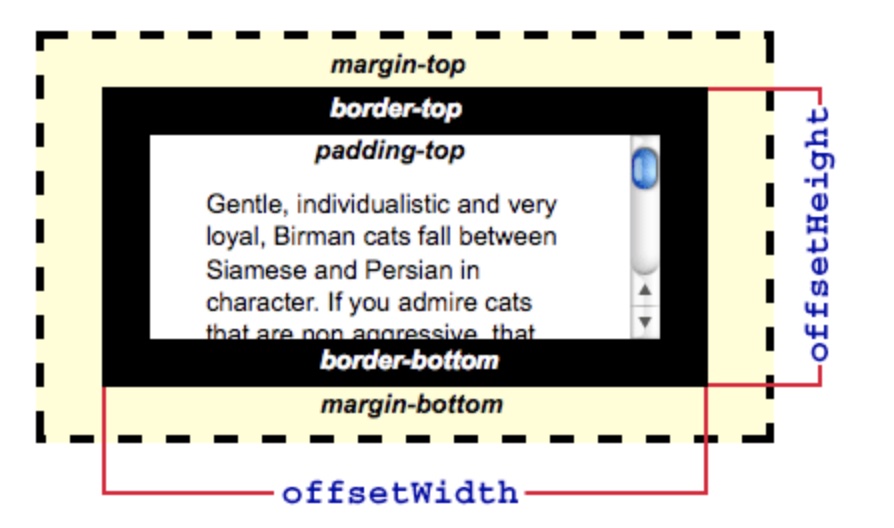 margin-top
border-top
padding-top
Gentle, individualistic and very
loyal, Birman cats fall between
Siamese and Persian in
character. If you admire cats
that are non aggressive, that
border-bottom
margin-bottom
offsetHeight
offsetWidth